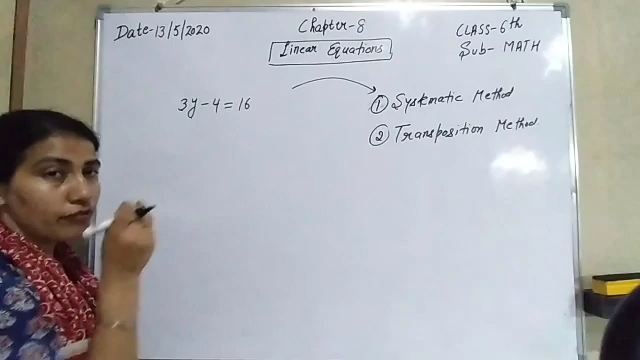 Date-13/5/2020
Chapter-8
CLASS-6th
Linear Equations
Sub- MATH
3y-4=16
① Systematic Method
② Transposition Method